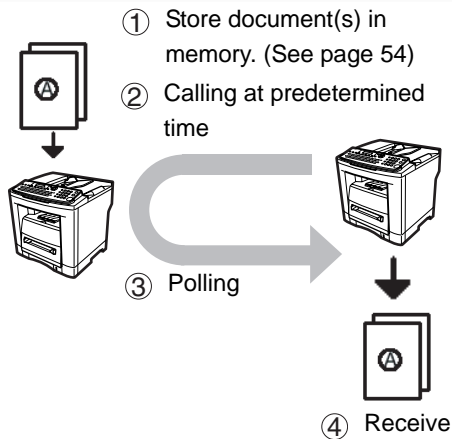 ① Store document(s) in
memory. (See page 54)
② Calling at predetermined
time
A
③ Polling
A
④ Receive